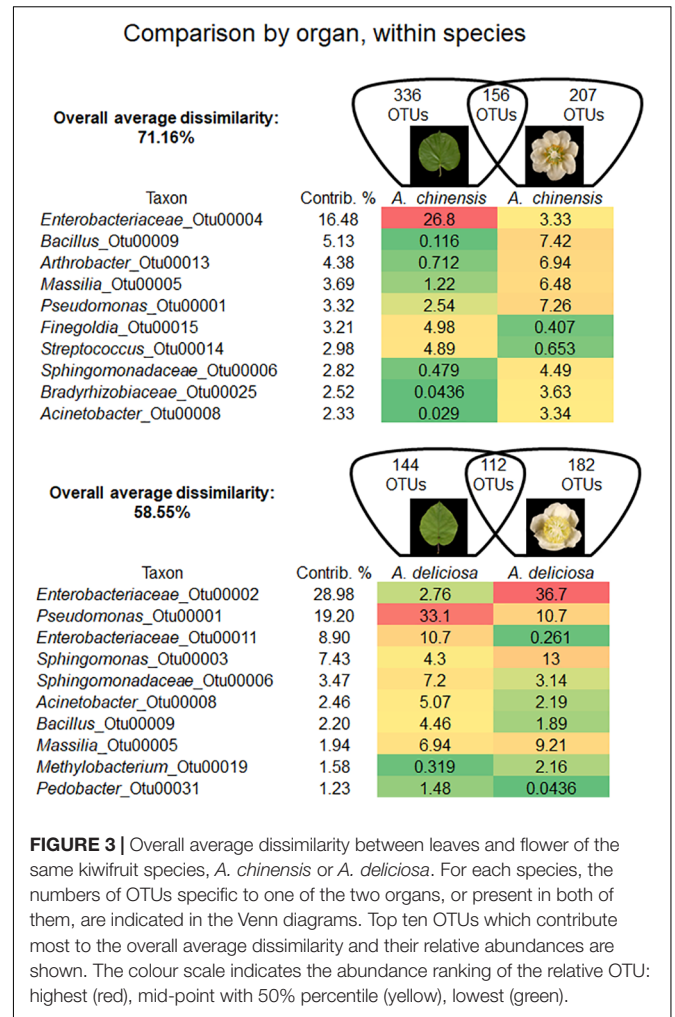 Comparison by organ, within species
Overall average dissimilarity:
71.16%
336
OTUs
156
OTUs
207
OTUs
Taxon Contrib. % A. chinensis A. chinensis
Enterobacteriaceae_Otu00004 16.48 26.8 3.33
Bacillus_Otu00009 5.13 0.116 7.42
Arthrobacter_Otu00013 4.38 0.712 6.94
Massilia_Otu00005 3.69 1.22 6.48
Pseudomonas_Otu00001 3.32 2.54 7.26
Finegoldia_Otu00015 3.21 4.98 0.407
Streptococcus_Otu00014 2.98 4.89 0.653
Sphingomonadaceae_Otu00006 2.82 0.479 4.49
Bradyrhizobiaceae_Otu00025 2.52 0.0436 3.63
Acinetobacter_Otu00008 2.33 0.029 3.34
Overall average dissimilarity:
58.55%
144
OTUs
112
OTUs
182
OTUs
Taxon Contrib. % A. deliciosa A. deliciosa
Enterobacteriaceae_Otu00002 28.98 2.76 36.7
Pseudomonas_Otu00001 19.20 33.1 10.7
Enterobacteriaceae_Otu00011 8.90 10.7 0.261
Sphingomonas_Otu00003 7.43 4.3 13
Sphingomonadaceae_Otu00006 3.47 7.2 3.14
Acinetobacter_Otu00008 2.46 5.07 2.19
Bacillus_Otu00009 2.20 4.46 1.89
Massilia_Otu00005 1.94 6.94 9.21
Methylobacterium_Otu00019 1.58 0.319 2.16
Pedobacter_Otu00031 1.23 1.48 0.0436
FIGURE 3 | Overall average dissimilarity between leaves and flower of the
same kiwifruit species, A. chinensis or A. deliciosa. For each species, the
numbers of OTUs specific to one of the two organs, or present in both of
them, are indicated in the Venn diagrams. Top ten OTUs which contribute
most to the overall average dissimilarity and their relative abundances are
shown. The colour scale indicates the abundance ranking of the relative OTU:
highest (red), mid-point with 50% percentile (yellow), lowest (green).